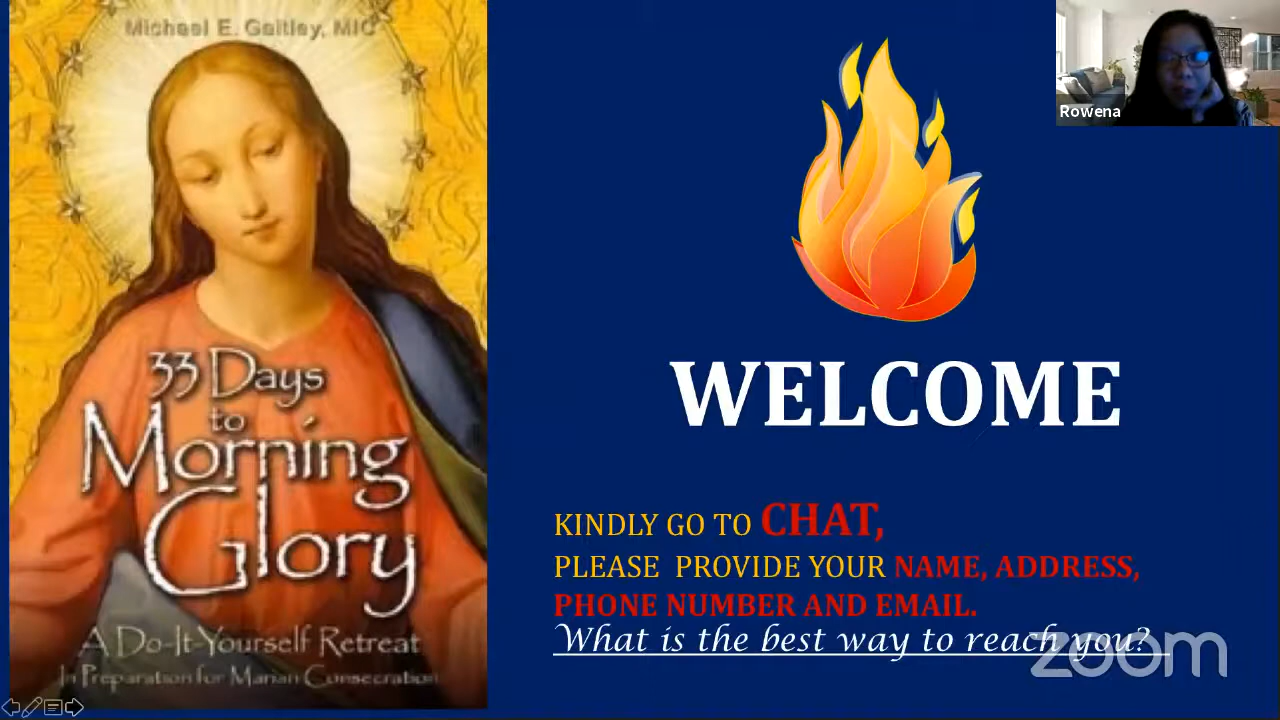 Michael E. Gaitley, MIC
33 Days
to
Morning
Glory
A Do-It-Yourself Retreat
In Preparation for Marian Consecration
Rowena
WELCOME
KINDLY GO TO CHAT,
PLEASE PROVIDE YOUR NAME, ADDRESS,
PHONE NUMBER AND EMAIL.
What is the best way to reach you?
zoom